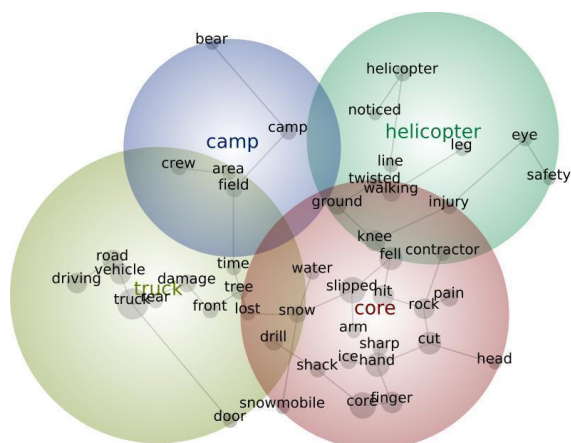 bear
helicopter
noticed
camp
helicopter
eye
camp
leg
crew
area
line
safety
field
twisted
walking
ground
injury
knee
road
time
fell
contractor
vehicle
water
driving
damage
tree
slipped
hit
pain
truck
truck
rear
front
lost
snow
core
rock
arm
drill
sharp
cut
shack
ice
hand
head
snowmobile
core
finger
door